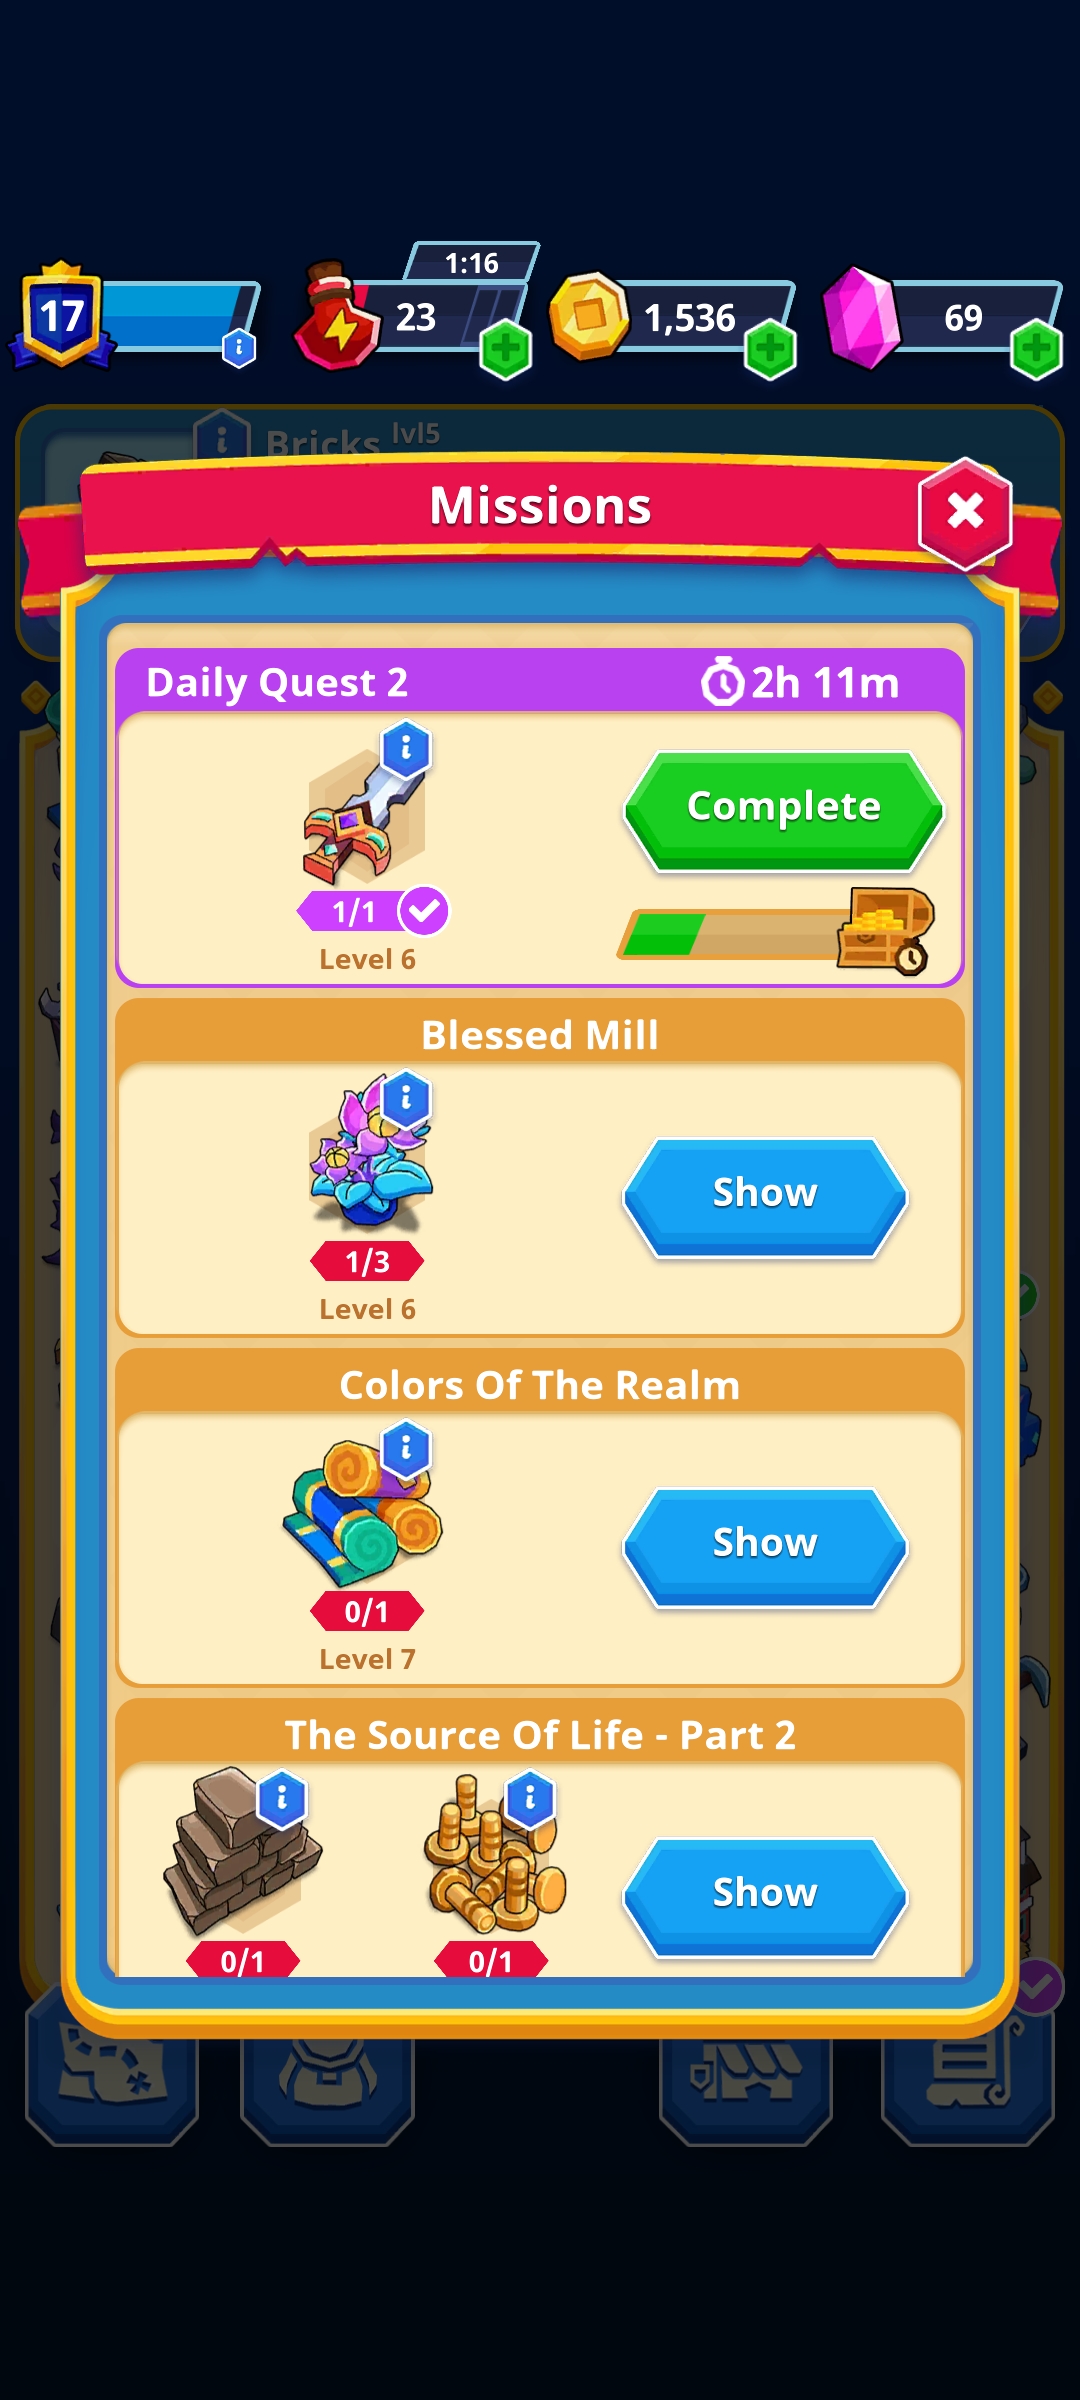 1:16
17
23
1,536
69
Bricks lvl5
Missions
Daily Quest 2
2h 11m
Complete
1/1
Level 6
Blessed Mill
Show
1/3
Level 6
Colors Of The Realm
Show
0/1
Level 7
The Source Of Life - Part 2
Show
0/1
0/1